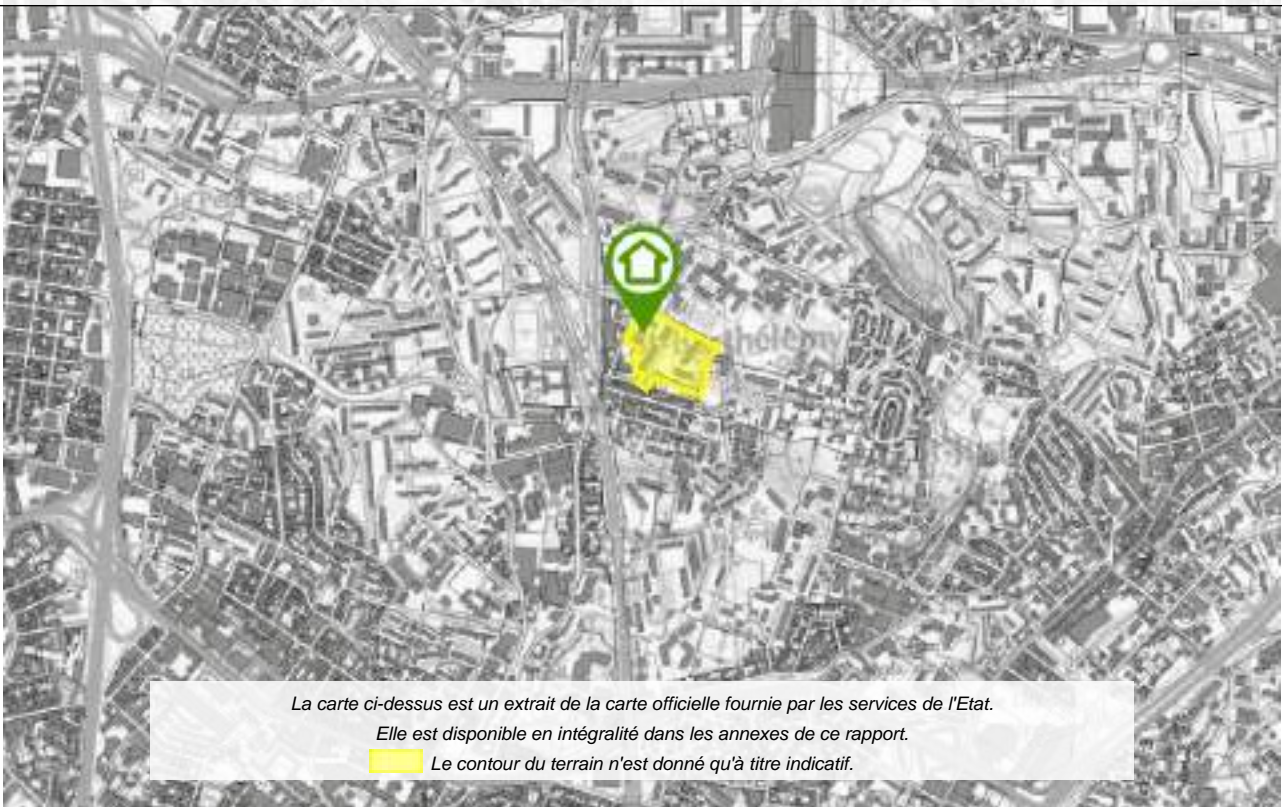 La carte ci-dessus est un extrait de la carte officielle fournie par les services de l'Etat.
Elle est disponible en intégralité dans les annexes de ce rapport.
Le contour du terrain n'est donné qu'à titre indicatif.